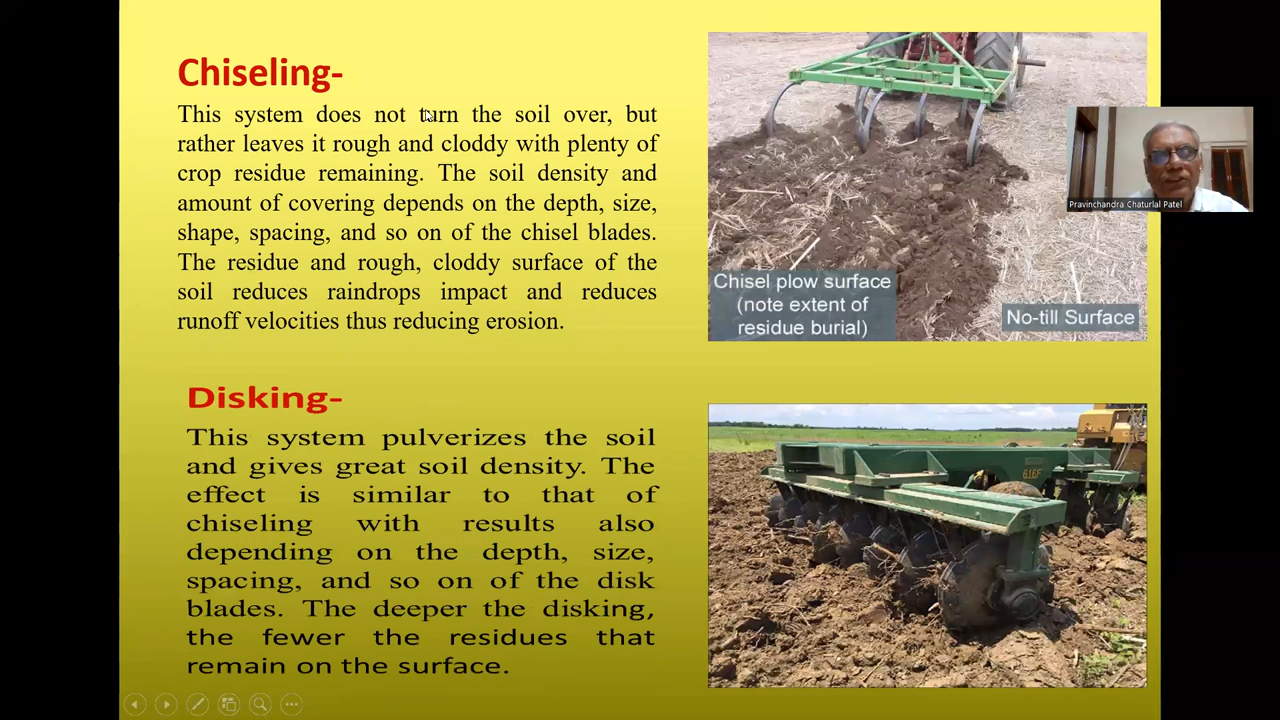 Chiseling-
This system does not turn the soil over, but
rather leaves it rough and cloddy with plenty of
crop residue remaining. The soil density and
amount of covering depends on the depth, size,
shape, spacing, and so on of the chisel blades.
The residue and rough, cloddy surface of the
soil reduces raindrops impact and reduces
runoff velocities thus reducing erosion.
Chisel plow surface
(note extent of
residue burial)
No-till Surface
Pravinchandra Chaturlal Patel
Disking-
This system pulverizes the soil
and gives great soil density. The
effect is similar to that of
chiseling with results also
depending on the depth, size,
spacing, and so on of the disk
blades. The deeper the disking,
the fewer the residues that
remain on the surface.
616F